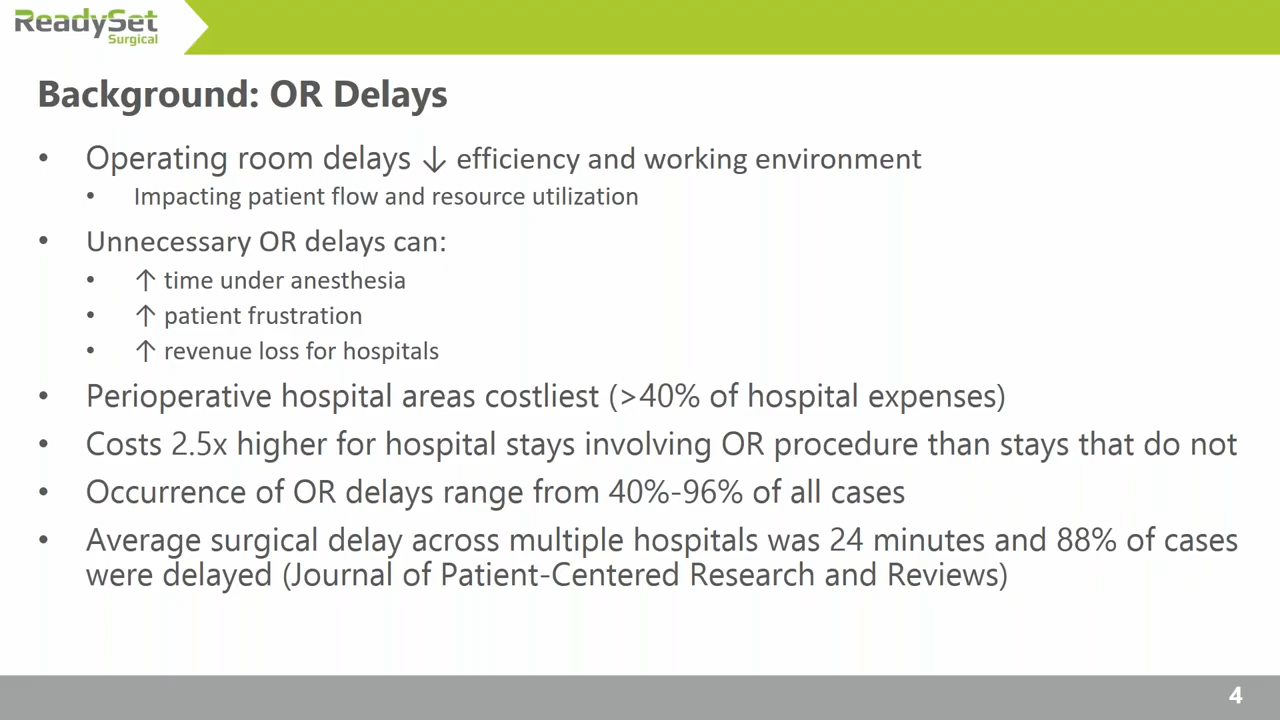 ReadySet
Surgical
Background: OR Delays
• Operating room delays ↓ efficiency and working environment
• Impacting patient flow and resource utilization
• Unnecessary OR delays can:
• ↑ time under anesthesia
• ↑ patient frustration
• ↑ revenue loss for hospitals
• Perioperative hospital areas costliest (>40% of hospital expenses)
• Costs 2.5x higher for hospital stays involving OR procedure than stays that do not
• Occurrence of OR delays range from 40%-96% of all cases
• Average surgical delay across multiple hospitals was 24 minutes and 88% of cases
were delayed (Journal of Patient-Centered Research and Reviews)
4